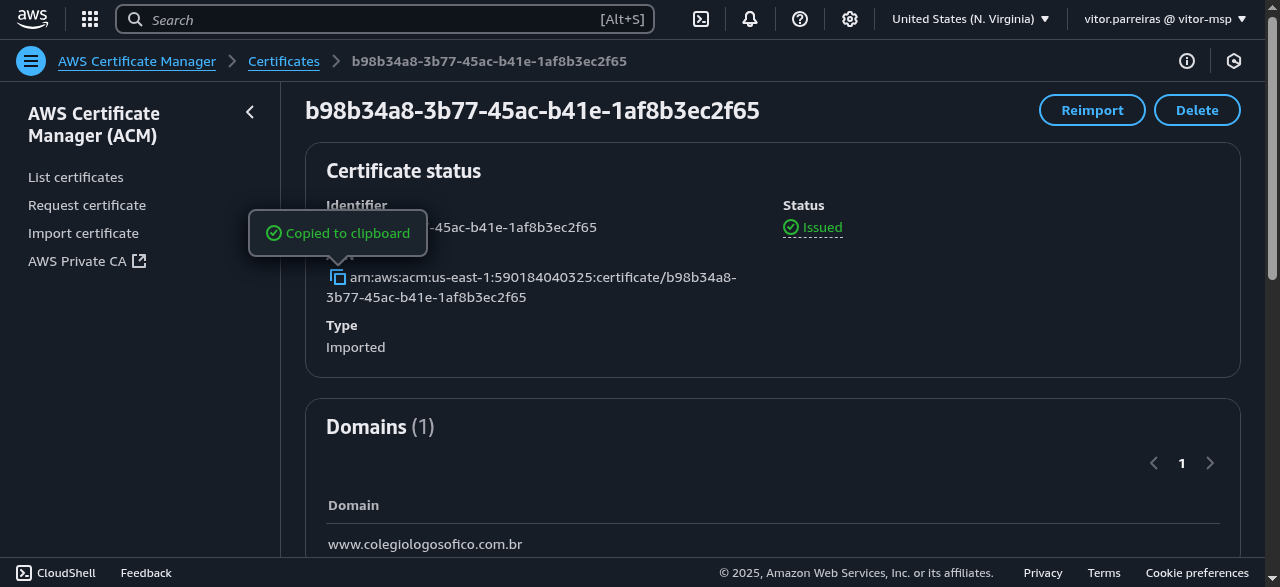 aws
Search [Alt+S]
United States (N. Virginia)
vitor.parreiras @ vitor-msp
AWS Certificate Manager
Certificates
b98b34a8-3b77-45ac-b41e-1af8b3ec2f65
AWS Certificate
Manager (ACM)
List certificates
Request certificate
Import certificate
AWS Private CA
b98b34a8-3b77-45ac-b41e-1af8b3ec2f65
Reimport
Delete
Certificate status
Identifier
-45ac-b41e-1af8b3ec2f65
Status
Issued
Copied to clipboard
arn:aws:acm:us-east-1:590184040325:certificate/b98b34a8-
3b77-45ac-b41e-1af8b3ec2f65
Type
Imported
Domains (1)
1
Domain
www.colegiologosofico.com.br
CloudShell
Feedback
© 2025, Amazon Web Services, Inc. or its affiliates.
Privacy
Terms
Cookie preferences